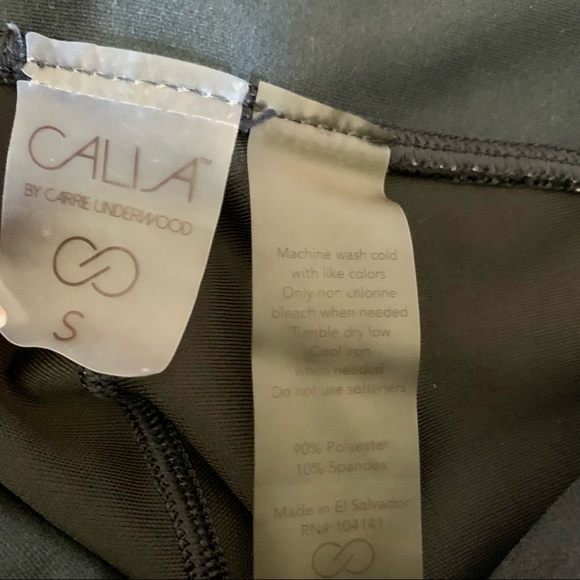 CALIA™
BY CARRIE UNDERWOOD
S
Machine wash cold
with like colors
Only non chlorine
bleach when needed
Tumble dry low
Cool iron
when needed
Do not use softeners
90% Polyester
10% Spandex
Made in El Salvador
RN# 104141